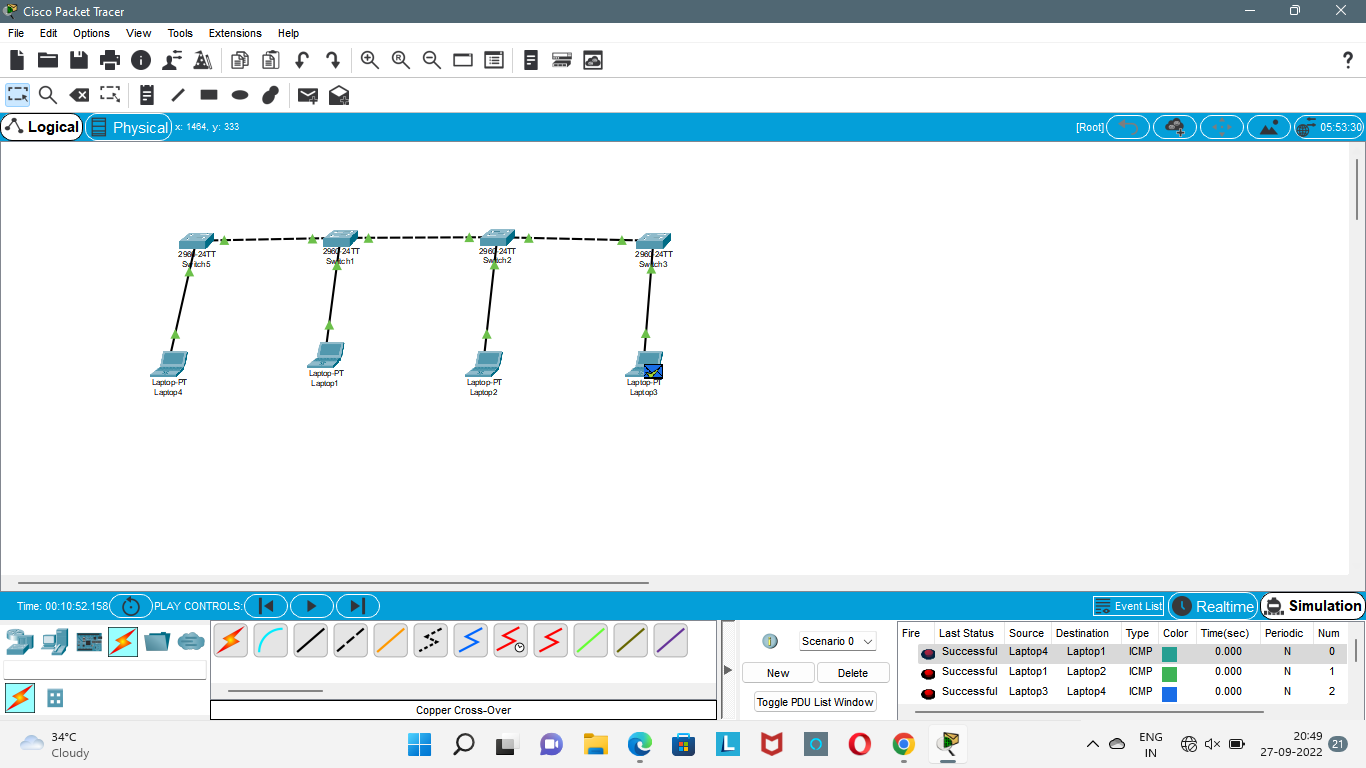 Cisco Packet Tracer
File Edit Options View Tools Extensions Help
Logical Physical x: 1464, y: 333 [Root] 05:53:30
2960-24TT
Switch5
2960-24TT
Switch1
2960-24TT
Switch2
2960-24TT
Switch3
Laptop-PT
Laptop4
Laptop-PT
Laptop1
Laptop-PT
Laptop2
Laptop-PT
Laptop3
Time: 00:10:52.158 PLAY CONTROLS: Event List Realtime Simulation
Scenario 0
New Delete
Toggle PDU List Window
Copper Cross-Over
Fire Last Status Source Destination Type Color Time(sec) Periodic Num
Successful Laptop4 Laptop1 ICMP 0.000 N 0
Successful Laptop1 Laptop2 ICMP 0.000 N 1
Successful Laptop3 Laptop4 ICMP 0.000 N 2
34°C
Cloudy
ENG
IN
20:49
27-09-2022
21